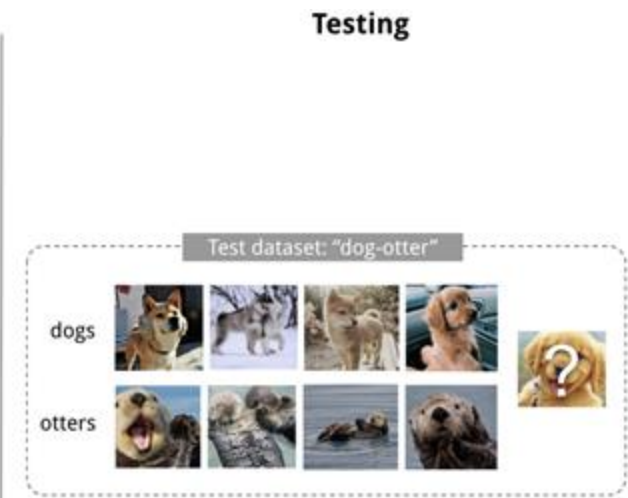 Testing
Test dataset: “dog-otter”
dogs
?
otters